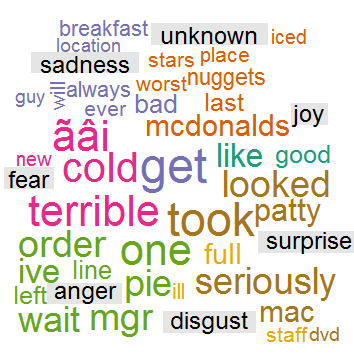 breakfast
unknown iced
location
sadness stars place
worst nuggets
guy will always
ever bad last
joy
ãâi mcdonalds
new cold get like good
fear looked
terrible took patty
order one full surprise
ive line
left anger pie ill seriously
wait mgr disgust mac
staff dvd